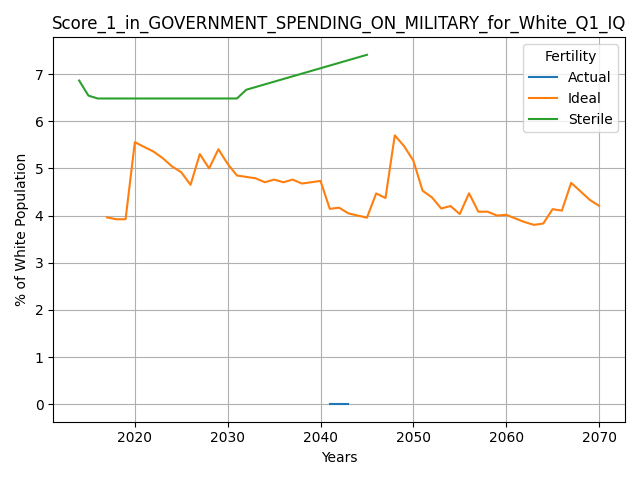 Score_1_in_GOVERNMENT_SPENDING_ON_MILITARY_for_White_Q1_IQ
Fertility
Actual
Ideal
Sterile
% of White Population
7
6
5
4
3
2
1
0
2020 2030 2040 2050 2060 2070
Years